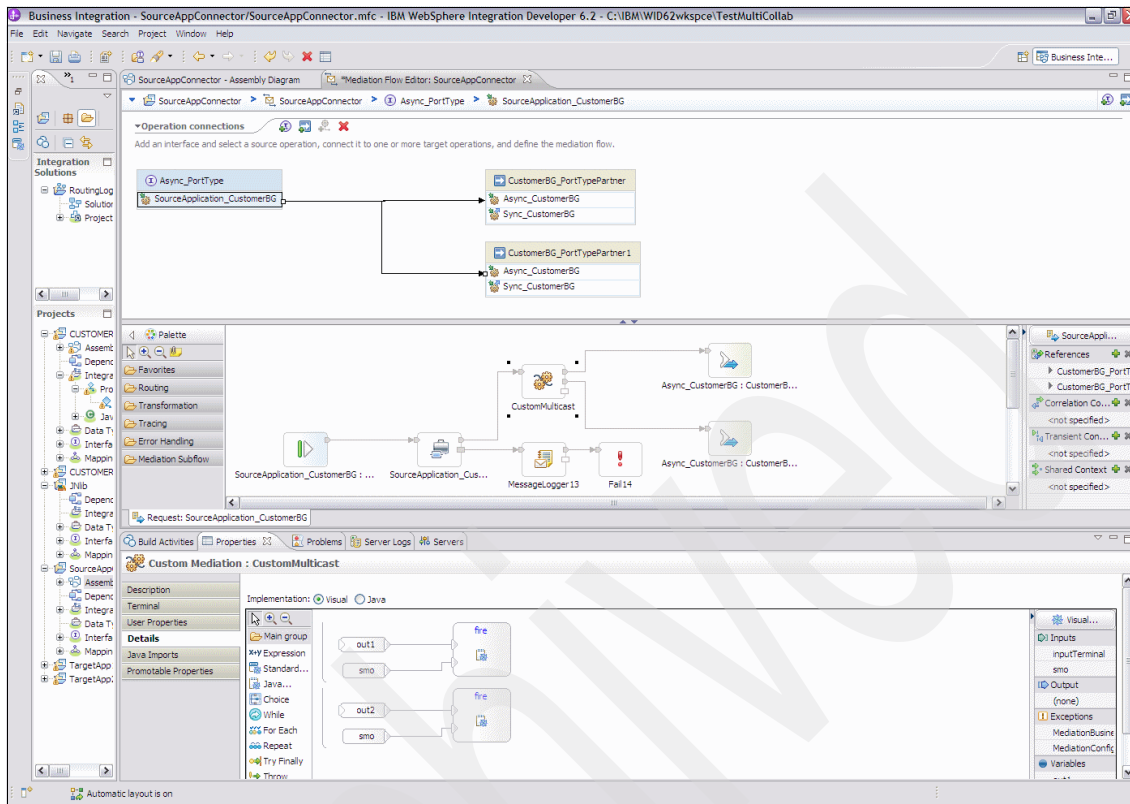 Business Integration - SourceAppConnector/SourceAppConnector.mfc - IBM WebSphere Integration Developer 6.2 - C:\IBM\WID62wkspce\TestMultiCollab
File Edit Navigate Search Project Window Help
Business Inte...
SourceAppConnector - Assembly Diagram
*Mediation Flow Editor: SourceAppConnector
SourceAppConnector > SourceAppConnector > Async_PortType > SourceApplication_CustomerBG
Operation connections
Add an interface and select a source operation, connect it to one or more target operations, and define the mediation flow.
Async_PortType
SourceApplication_CustomerBG
CustomerBG_PortTypePartner
Async_CustomerBG
Sync_CustomerBG
CustomerBG_PortTypePartner1
Async_CustomerBG
Sync_CustomerBG
Integration
Solutions
RoutingLog
Solution
Project
Projects
CUSTOMER
Assemb
Depend
Integra
Pro
Jav
Data Ty
Interfa
Mappin
CUSTOMER
JNlib
Depend
Integra
Data Ty
Interfa
Mappin
SourceApp
Assemb
Depend
Integra
Data Ty
Interfa
Mappin
TargetApp
TargetApp
Palette
Favorites
Routing
Transformation
Tracing
Error Handling
Mediation Subflow
SourceApplication_CustomerBG : ...
SourceApplication_Cus...
CustomMulticast
MessageLogger13
Fail14
Async_CustomerBG : CustomerB...
Async_CustomerBG : CustomerB...
SourceAppli...
References
CustomerBG_PortT
CustomerBG_PortT
Correlation Co...
<not specified>
Transient Con...
<not specified>
Shared Context
<not specified>
Request: SourceApplication_CustomerBG
Build Activities
Properties
Problems
Server Logs
Servers
Custom Mediation : CustomMulticast
Description
Terminal
User Properties
Details
Java Imports
Promotable Properties
Implementation: Visual Java
Main group
x+y Expression
Standard...
Java...
Choice
While
For Each
Repeat
Try Finally
Throw
out1
smo
fire
out2
smo
fire
Visual...
Inputs
inputTerminal
smo
Output
(none)
Exceptions
MediationBusine
MediationConfig
Variables
out1
Automatic layout is on